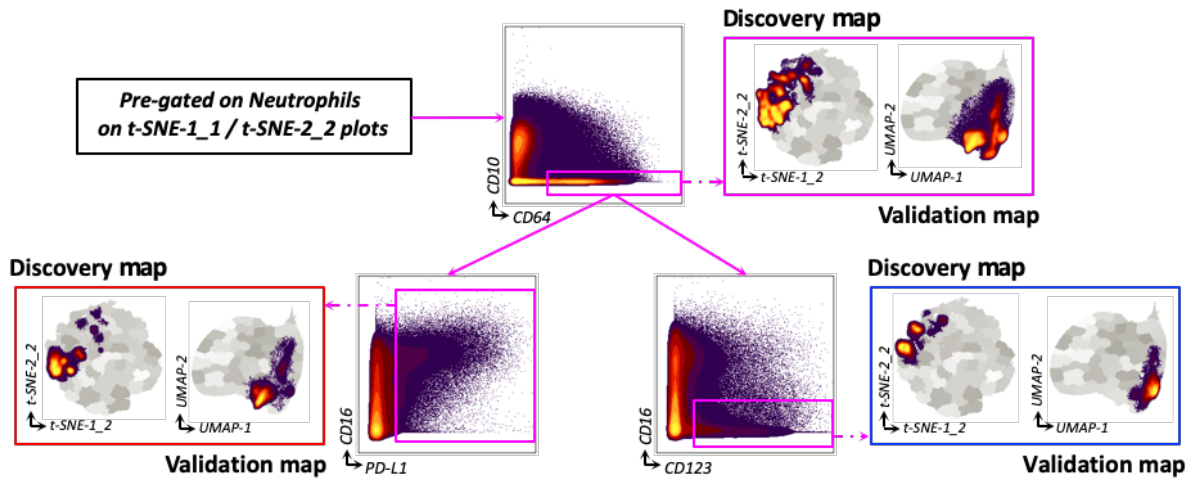 Discovery map
Pre-gated on Neutrophils
on t-SNE-1_1 / t-SNE-2_2 plots
CD10
CD64
t-SNE-2_2
t-SNE-1_2
UMAP-2
UMAP-1
Validation map
Discovery map
t-SNE-2_2
t-SNE-1_2
UMAP-2
UMAP-1
Validation map
CD16
PD-L1
CD16
CD123
Discovery map
t-SNE-2_2
t-SNE-1_2
UMAP-2
UMAP-1
Validation map